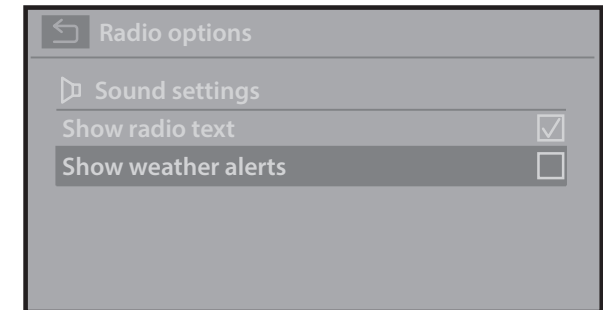 Radio options
Sound settings
Show radio text
Show weather alerts